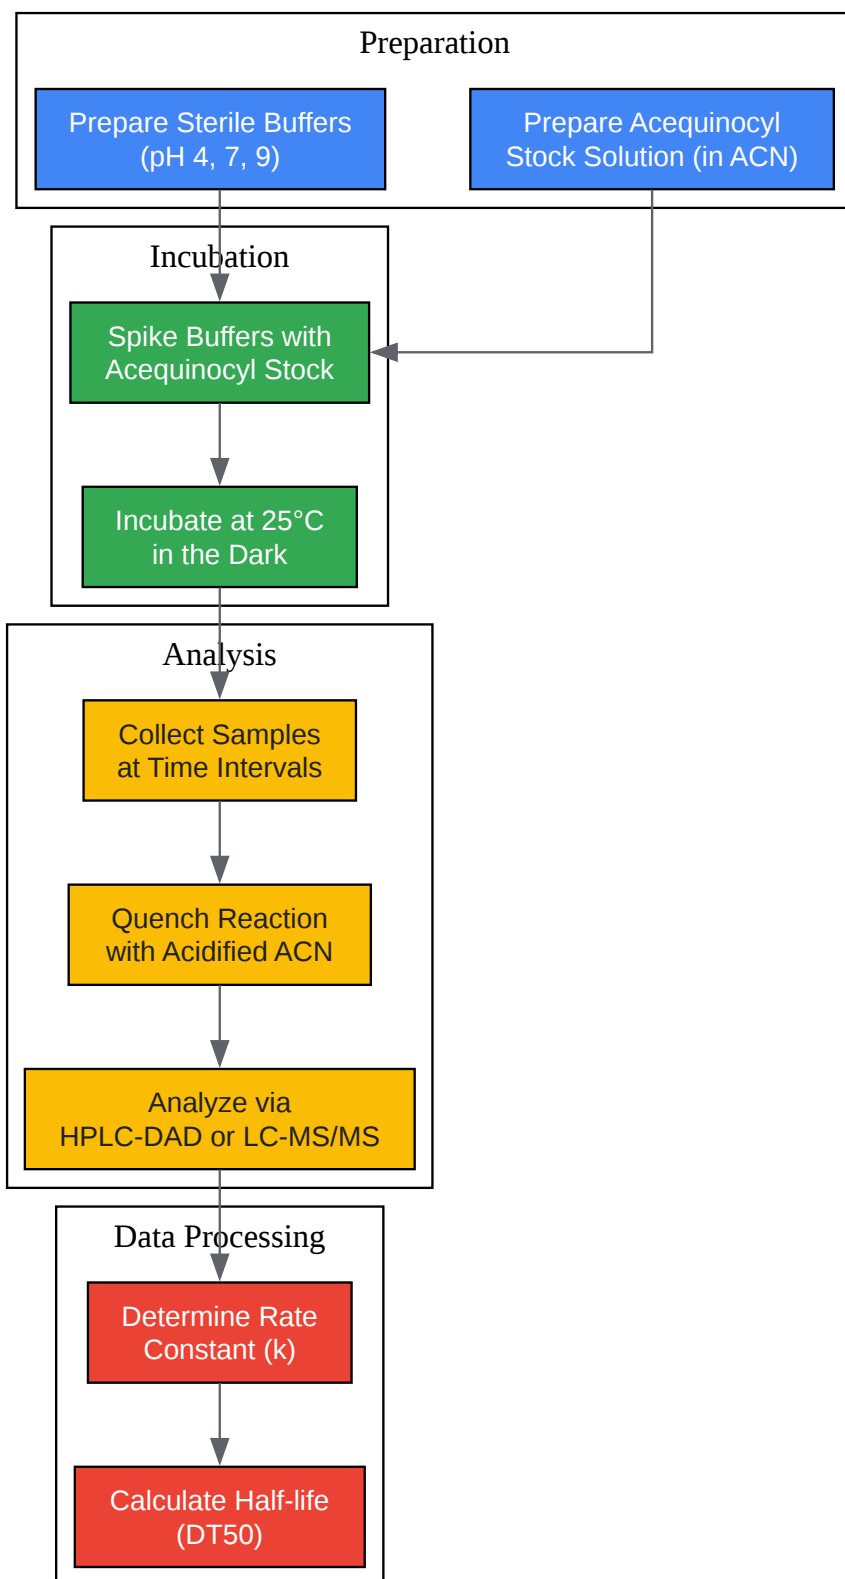 Preparation
Prepare Sterile Buffers
(pH 4, 7, 9)
Prepare Acequinocyl
Stock Solution (in ACN)
Incubation
Spike Buffers with
Acequinocyl Stock
Incubate at 25°C
in the Dark
Analysis
Collect Samples
at Time Intervals
Quench Reaction
with Acidified ACN
Analyze via
HPLC-DAD or LC-MS/MS
Data Processing
Determine Rate
Constant (k)
Calculate Half-life
(DT50)